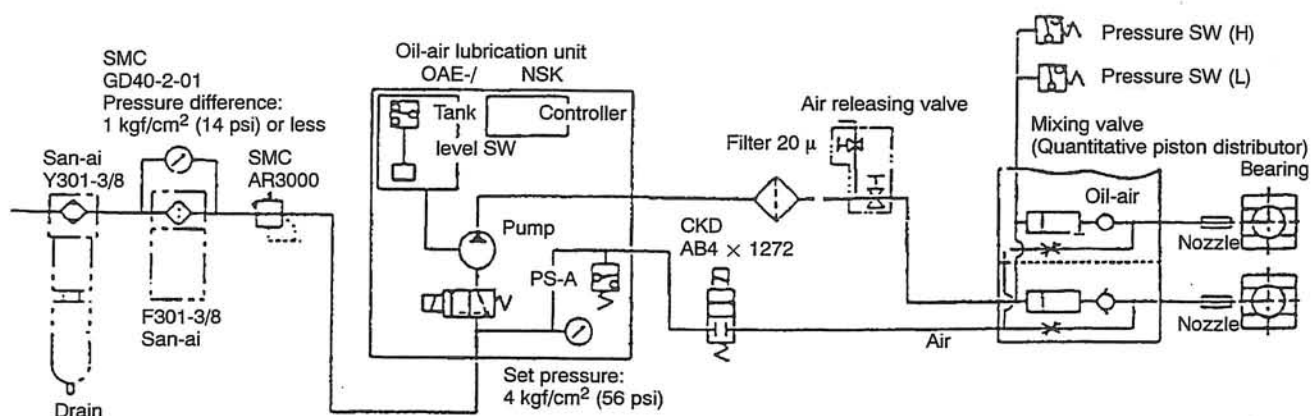 SMC
GD40-2-01
Pressure difference:
1 kgf/cm² (14 psi) or less
San-ai
Y301-3/8
SMC
AR3000
F301-3/8
San-ai
Drain
Oil-air lubrication unit
OAE-/ NSK
Tank
Controller
level SW
Pump
PS-A
Set pressure:
4 kgf/cm² (56 psi)
Air releasing valve
Filter 20 μ
CKD
AB4 × 1272
Air
Pressure SW (H)
Pressure SW (L)
Mixing valve
(Quantitative piston distributor)
Bearing
Oil-air
Nozzle
Nozzle